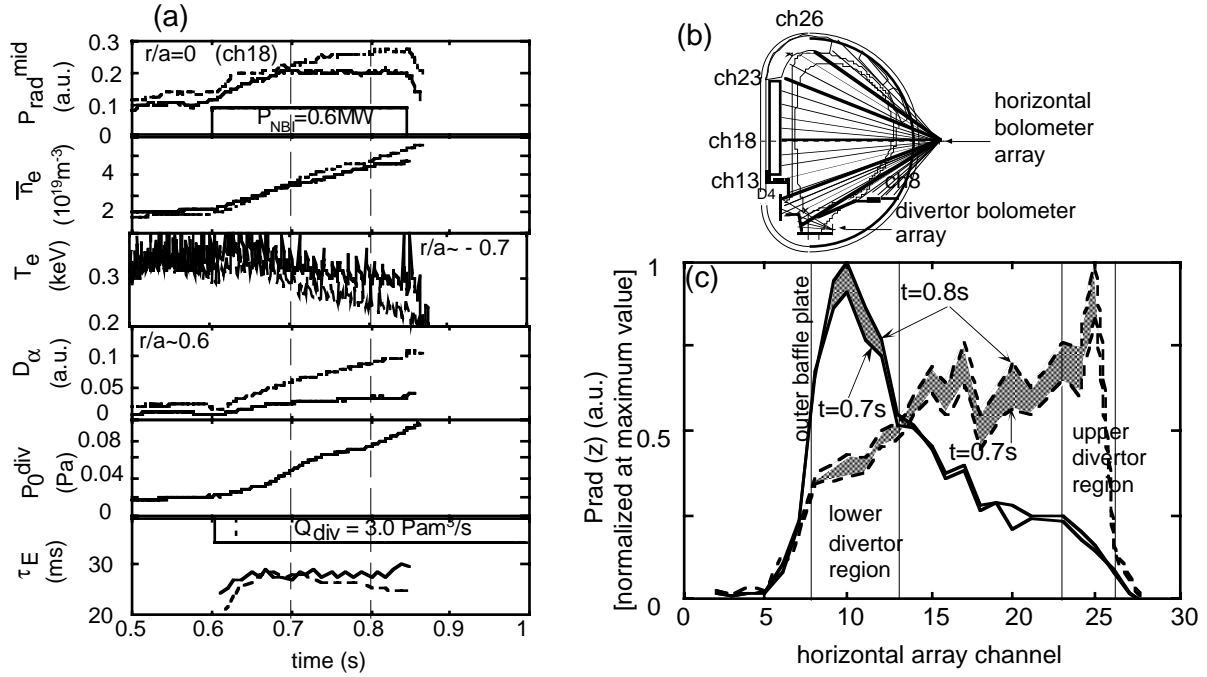 (a)
0.3
0.2
0.1
0
P_rad^mid
(a.u.)
r/a=0 (ch18)
P_NBI=0.6MW
4
2
n̅_e
(10^19m^-3)
0.3
0.2
T_e
(keV)
r/a~ - 0.7
0.1
0.05
0
D_α
(a.u.)
r/a~0.6
0.08
0.04
0
P_0^div
(Pa)
Q_div = 3.0 Pam³/s
30
20
τ_E
(ms)
0.5 0.6 0.7 0.8 0.9 1
time (s)
(b)
ch26
ch23
ch18
ch13
D4
ch8
horizontal
bolometer
array
divertor bolometer
array
(c)
1
0.5
0
Prad (z) (a.u.)
[normalized at maximum value]
outer baffle plate
t=0.8s
t=0.7s
t=0.7s
lower
divertor
region
upper
divertor
region
0 5 10 15 20 25 30
horizontal array channel